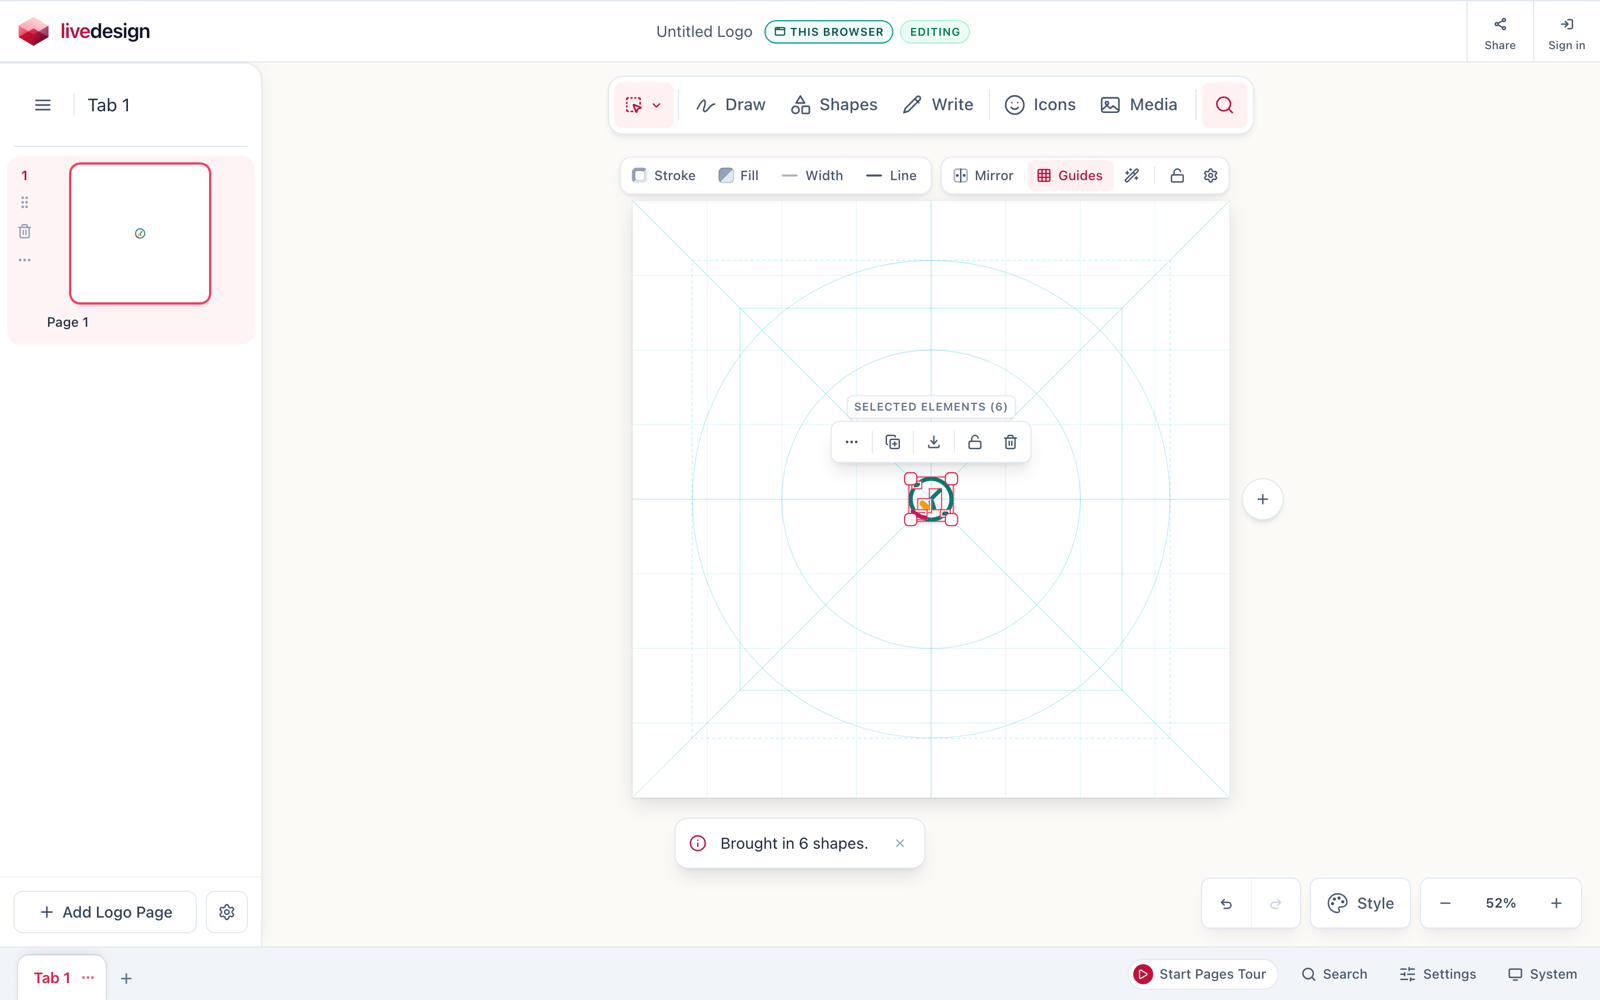 livedesign
Untitled Logo
THIS BROWSER
EDITING
Share
Sign in
Tab 1
Draw
Shapes
Write
Icons
Media
Stroke
Fill
Width
Line
Mirror
Guides
1
Page 1
SELECTED ELEMENTS (6)
Brought in 6 shapes.
Add Logo Page
Style
52%
Tab 1
Start Pages Tour
Search
Settings
System